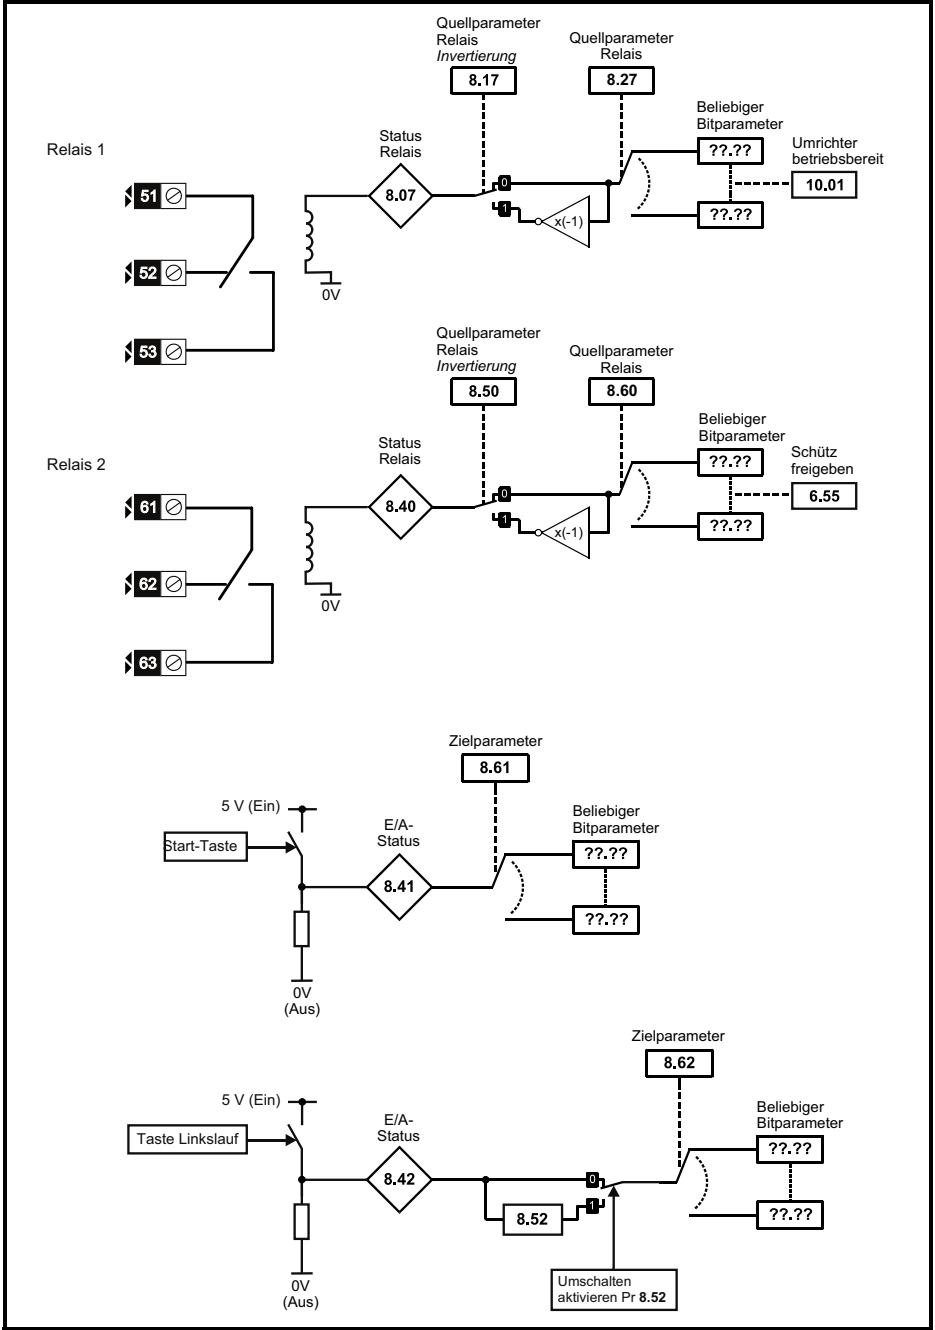 Quellparameter
Relais
Invertierung
8.17
Quellparameter
Relais
8.27
Beliebiger
Bitparameter
??.??
Umrichter
betriebsbereit
10.01
??.??
Relais 1
Status
Relais
8.07
0
1
x(-1)
51
52
53
0V
Quellparameter
Relais
Invertierung
8.50
Quellparameter
Relais
8.60
Beliebiger
Bitparameter
??.??
Schütz
freigeben
6.55
??.??
Relais 2
Status
Relais
8.40
0
1
x(-1)
61
62
63
0V
Zielparameter
8.61
5 V (Ein)
Start-Taste
E/A-
Status
8.41
Beliebiger
Bitparameter
??.??
??.??
0V
(Aus)
Zielparameter
8.62
5 V (Ein)
Taste Linkslauf
E/A-
Status
8.42
0
1
8.52
Beliebiger
Bitparameter
??.??
??.??
0V
(Aus)
Umschalten
aktivieren Pr 8.52